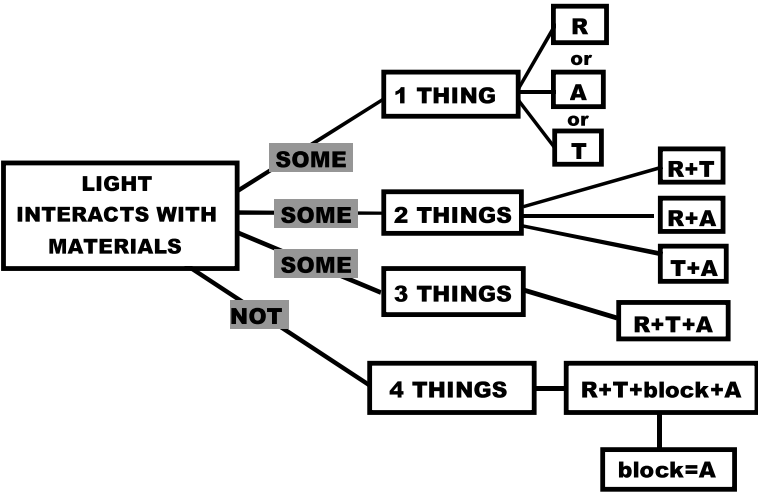 LIGHT
INTERACTS WITH
MATERIALS
SOME
1 THING
R
or
A
or
T
SOME
2 THINGS
R+T
R+A
T+A
SOME
3 THINGS
R+T+A
NOT
4 THINGS
R+T+block+A
block=A